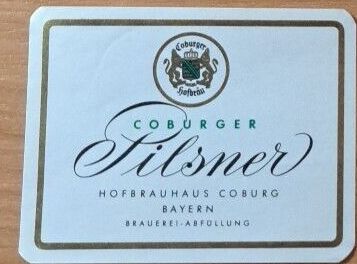 Coburger
Hofbräu
COBURGER
Pilsner
HOFBRAUHAUS COBURG
BAYERN
BRAUEREI-ABFÜLLUNG